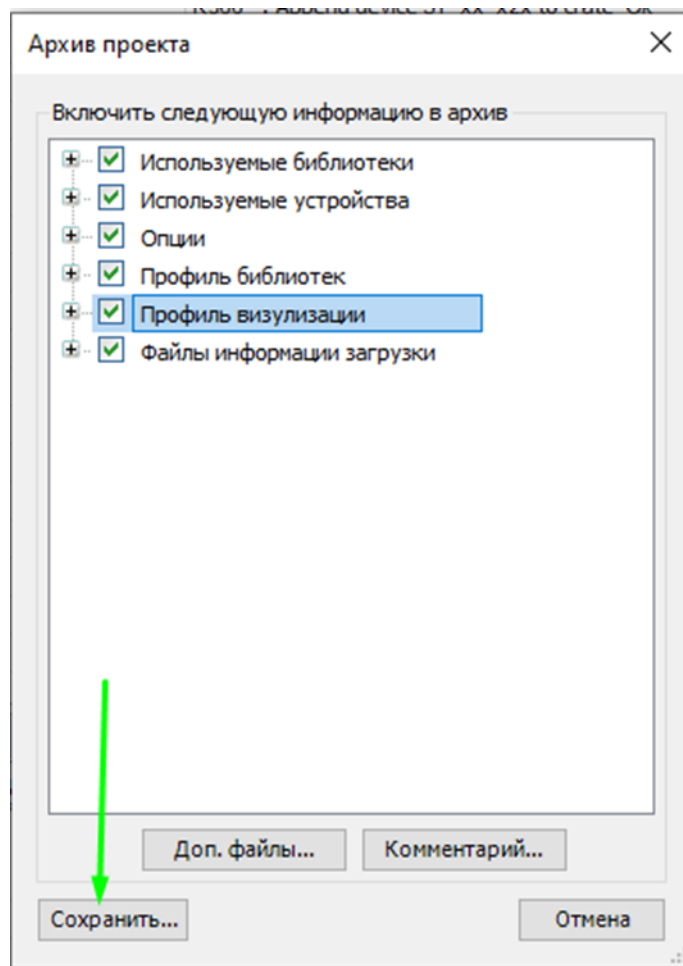 Архив проекта
Включить следующую информацию в архив
Используемые библиотеки
Используемые устройства
Опции
Профиль библиотек
Профиль визулизации
Файлы информации загрузки
Доп. файлы...
Комментарий...
Сохранить...
Отмена